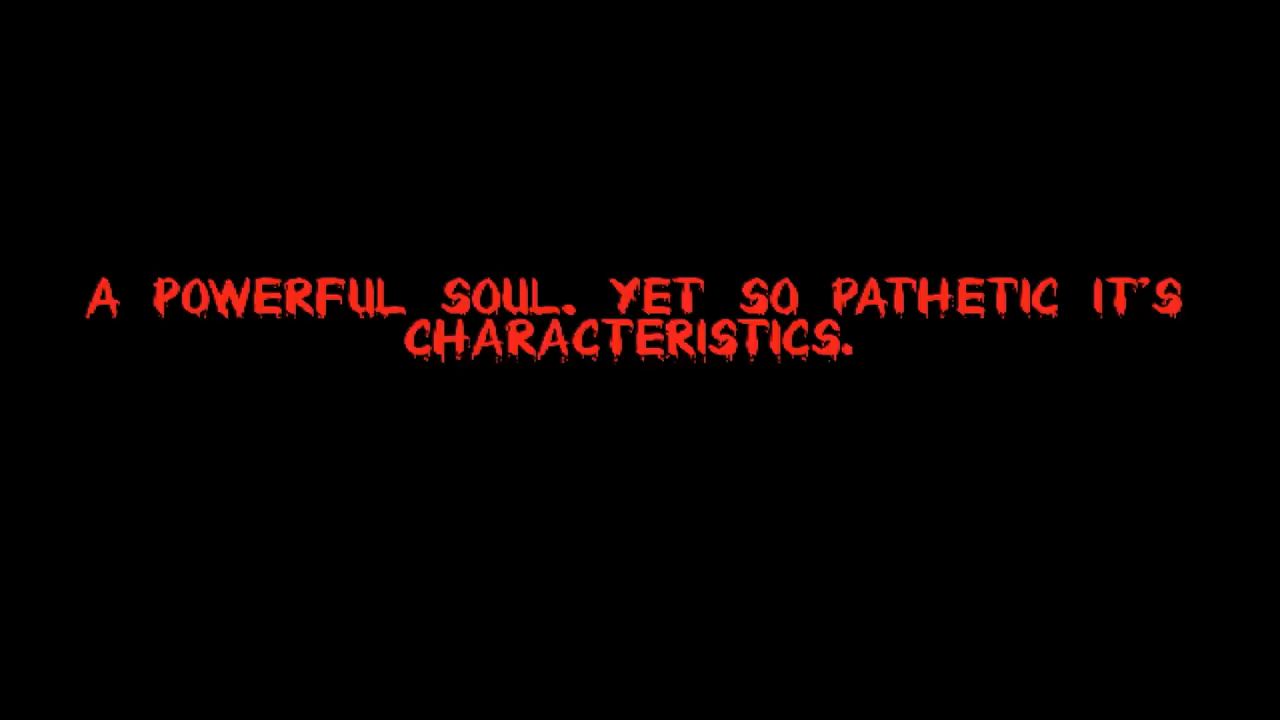 A POWERFUL SOUL. YET SO PATHETIC IT'S
CHARACTERISTICS.